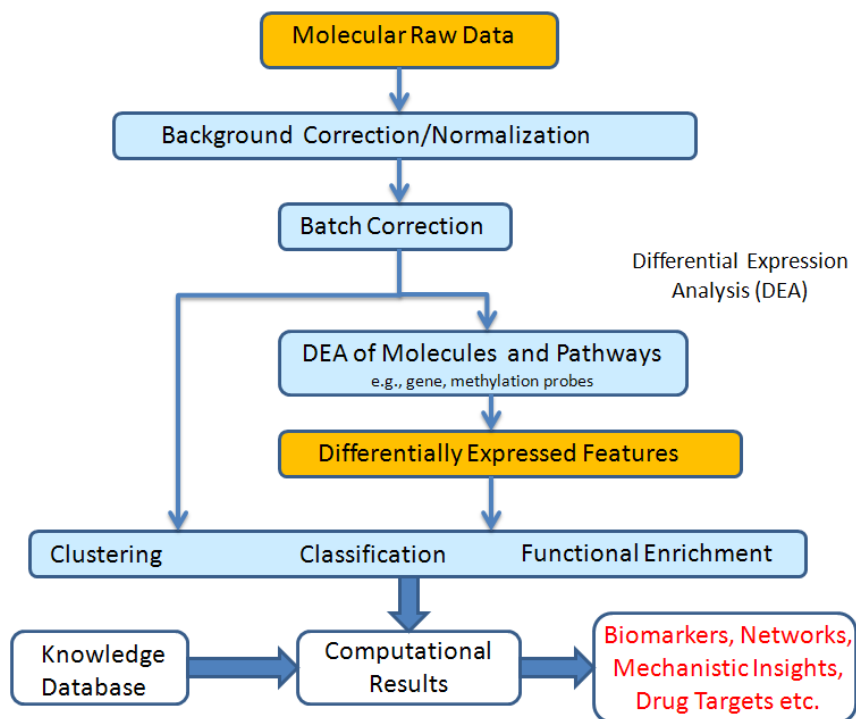 Molecular Raw Data
Background Correction/Normalization
Batch Correction
Differential Expression
Analysis (DEA)
DEA of Molecules and Pathways
e.g., gene, methylation probes
Differentially Expressed Features
Clustering Classification Functional Enrichment
Knowledge
Database
Computational
Results
Biomarkers, Networks,
Mechanistic Insights,
Drug Targets etc.